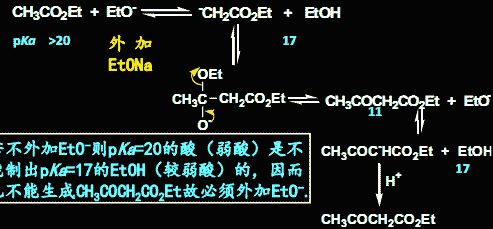 CH₃CO₂Et + EtO⁻ ⇌ ⁻CH₂CO₂Et + EtOH
pKa >20 外加 17
EtONa
OEt
CH₃C-CH₂CO₂Et ⇌ CH₃COCH₂CO₂Et + EtO⁻
O⁻ 11
不外加EtO⁻则pKa=20的酸(弱酸)是不
制出pKa=17的EtOH(较弱酸)的,因而
不能生成CH₃COCH₂CO₂Et故必须外加EtO⁻.
CH₃COC⁻HCO₂Et + EtOH
17
H⁺
CH₃COCH₂CO₂Et